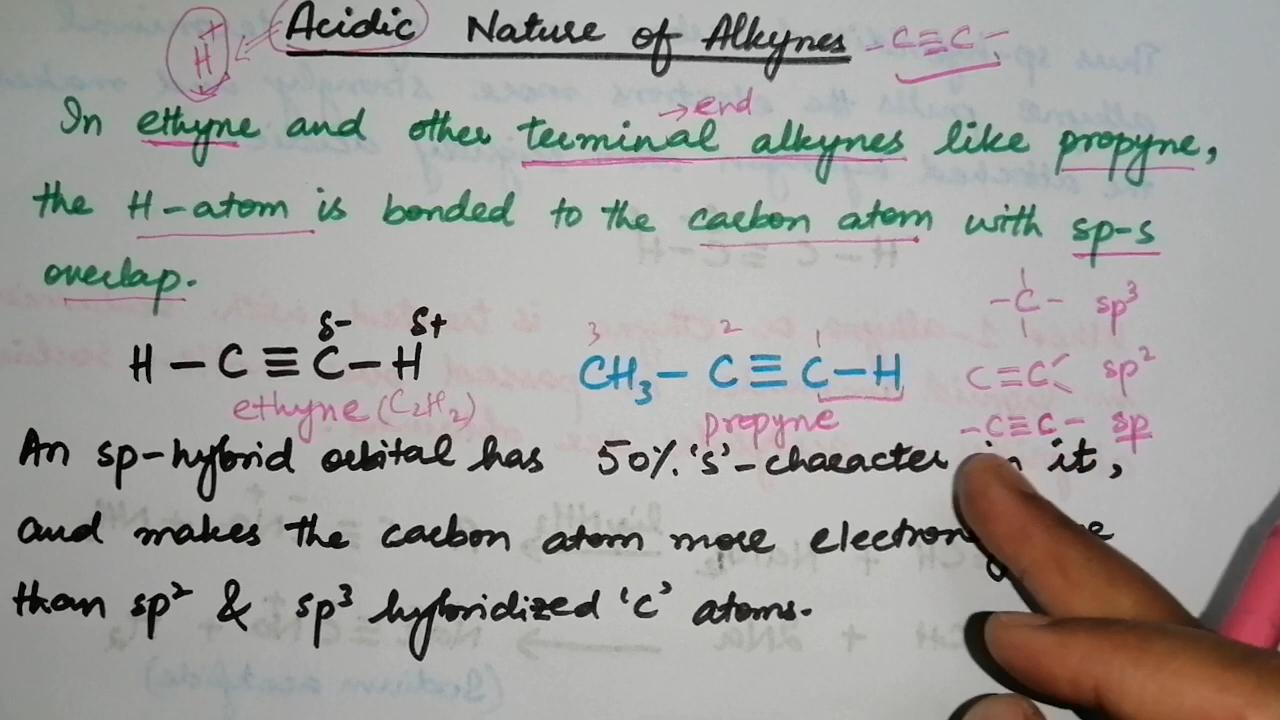 H+ Acidic Nature of Alkynes -C≡C-
→end
In ethyne and other terminal alkynes like propyne,
the H-atom is bonded to the carbon atom with sp-s
overlap.
-C- sp³
δ- δ+
H-C≡C-H
3 2 1
CH₃-C≡C-H
C=C sp²
ethyne (C₂H₂) propyne
-C≡C- sp
An sp-hybrid orbital has 50% 's'-character in it,
and makes the carbon atom more
than sp² & sp³ hybridized 'c' atoms.